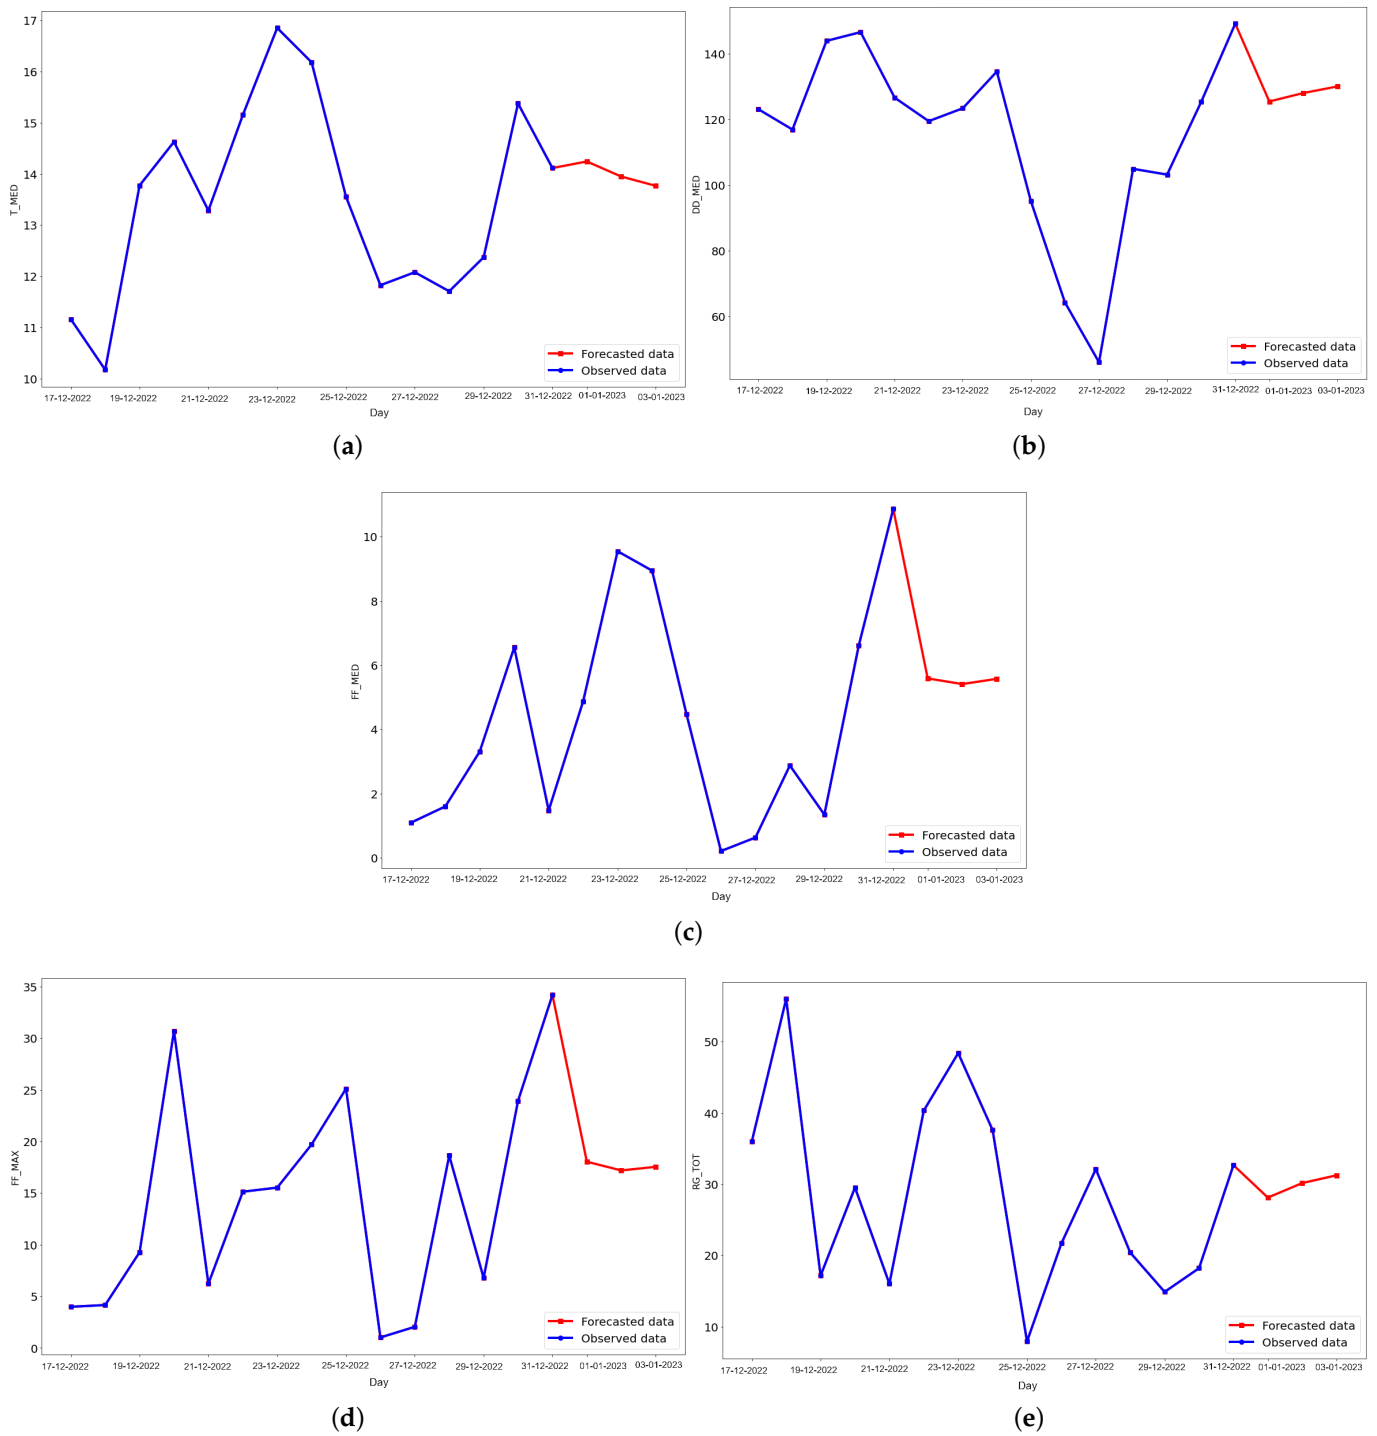 17
16
15
14
13
12
11
10
T_MED
17-12-2022 19-12-2022 21-12-2022 23-12-2022 25-12-2022 27-12-2022 29-12-2022 31-12-2022 01-01-2023 03-01-2023
Day
Forecasted data
Observed data
(a)
140
120
100
80
60
DD_MED
17-12-2022 19-12-2022 21-12-2022 23-12-2022 25-12-2022 27-12-2022 29-12-2022 31-12-2022 01-01-2023 03-01-2023
Day
Forecasted data
Observed data
(b)
10
8
6
4
2
0
FF_MED
17-12-2022 19-12-2022 21-12-2022 23-12-2022 25-12-2022 27-12-2022 29-12-2022 31-12-2022 01-01-2023 03-01-2023
Day
Forecasted data
Observed data
(c)
35
30
25
20
15
10
5
0
FF_MAX
17-12-2022 19-12-2022 21-12-2022 23-12-2022 25-12-2022 27-12-2022 29-12-2022 31-12-2022 01-01-2023 03-01-2023
Day
Forecasted data
Observed data
(d)
50
40
30
20
10
RG_TOT
17-12-2022 19-12-2022 21-12-2022 23-12-2022 25-12-2022 27-12-2022 29-12-2022 31-12-2022 01-01-2023 03-01-2023
Day
Forecasted data
Observed data
(e)